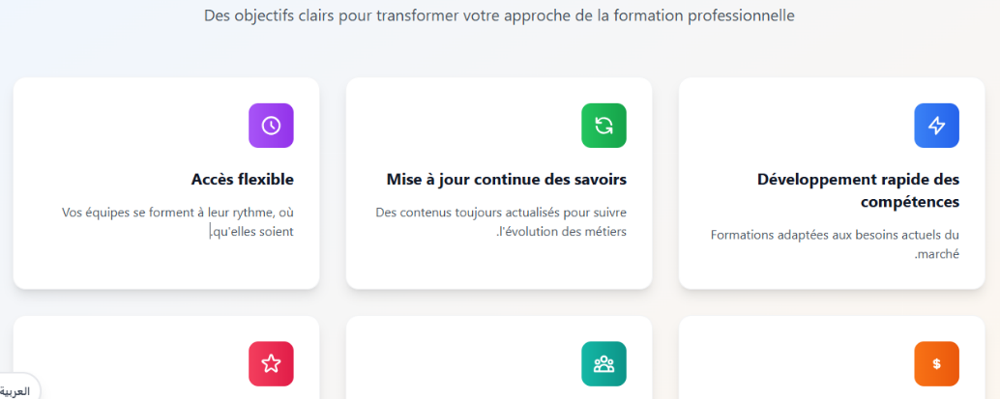 Des objectifs clairs pour transformer votre approche de la formation professionnelle
Développement rapide des
compétences
Formations adaptées aux besoins actuels du
.marché
Mise à jour continue des savoirs
Des contenus toujours actualisés pour suivre
.l'évolution des métiers
Accès flexible
Vos équipes se forment à leur rythme, où
.qu'elles soient
$
العربية